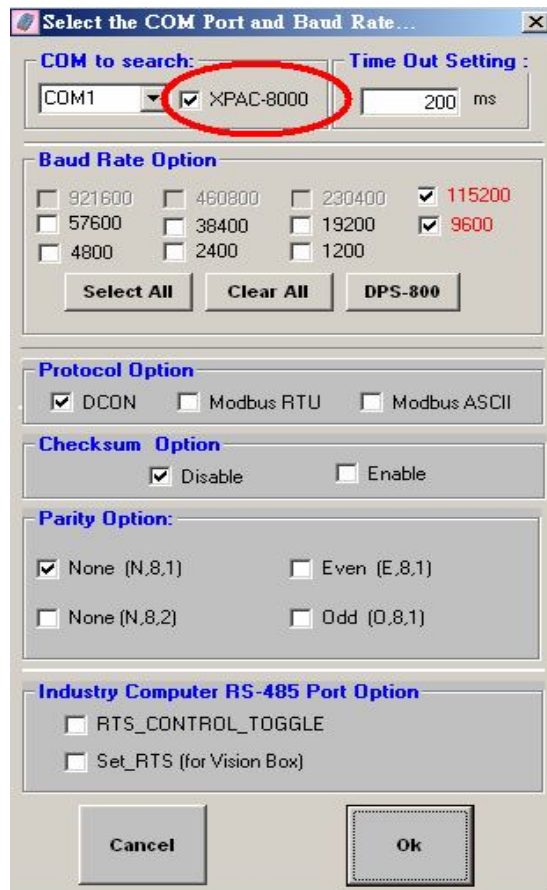 Select the COM Port and Baud Rate...
COM to search:
COM1
XPAC-8000
Time Out Setting :
200 ms
Baud Rate Option
921600 460800 230400 115200
57600 38400 19200 9600
4800 2400 1200
Select All Clear All DPS-800
Protocol Option
DCON Modbus RTU Modbus ASCII
Checksum Option
Disable Enable
Parity Option:
None (N,8,1) Even (E,8,1)
None (N,8,2) Odd (O,8,1)
Industry Computer RS-485 Port Option
RTS_CONTROL_TOGGLE
Set_RTS (for Vision Box)
Cancel Ok